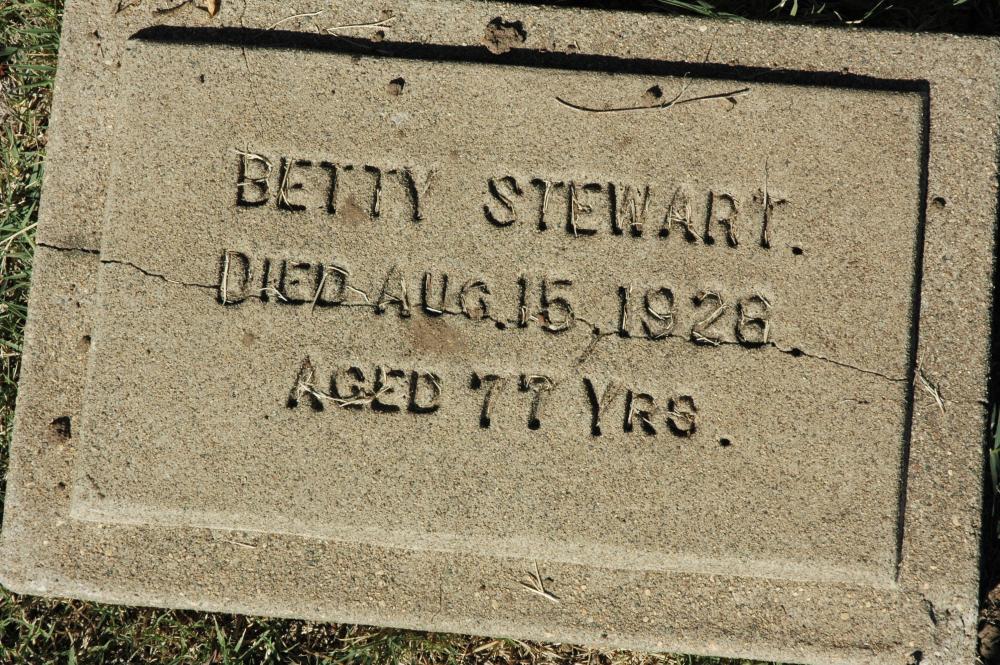 BETTY STEWART.
DIED AUG. 15, 1926.
AGED 77 YRS.